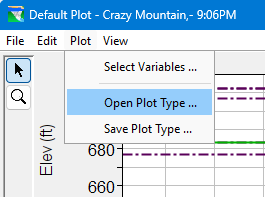 Default Plot - Crazy Mountain,- 9:06PM
File Edit Plot View
Select Variables ...
Open Plot Type ...
Save Plot Type ...
Elev (ft)
680
660